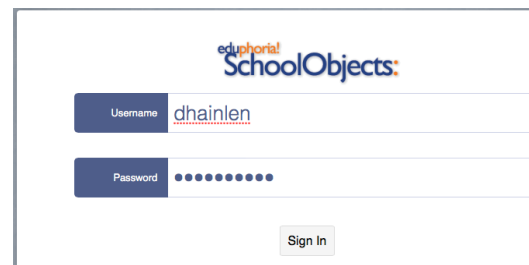 eduphoria!
SchoolObjects:
Username dhainlen
Password ●●●●●●●●●●
Sign In